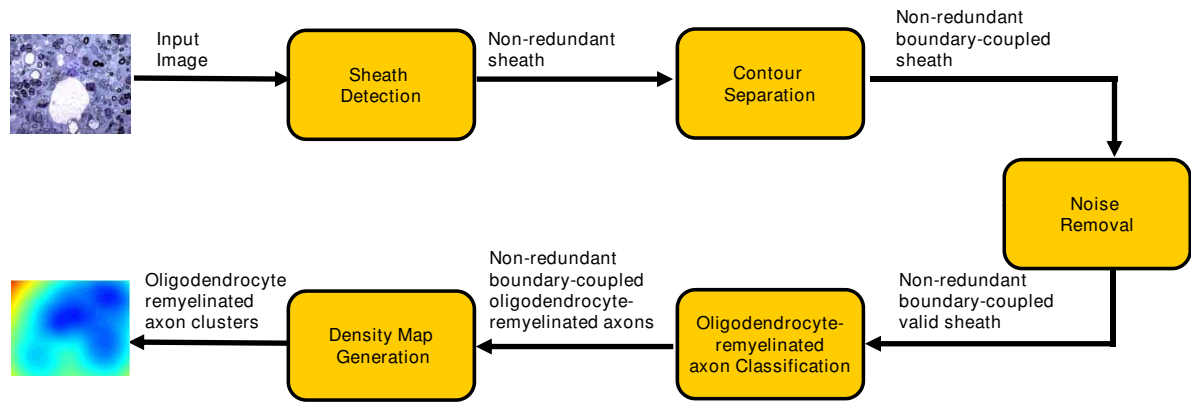 Input
Image
Sheath
Detection
Non-redundant
sheath
Contour
Separation
Non-redundant
boundary-coupled
sheath
Noise
Removal
Non-redundant
boundary-coupled
valid sheath
Oligodendrocyte-
remyelinated
axon Classification
Non-redundant
boundary-coupled
oligodendrocyte-
remyelinated axons
Density Map
Generation
Oligodendrocyte
remyelinated
axon clusters